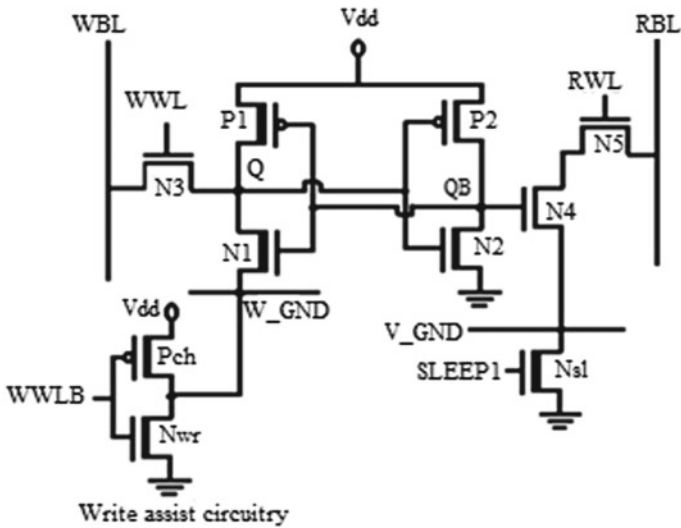 WBL
Vdd
RBL
WWL
RWL
P1
P2
Q
QB
N3
N5
N4
N1
N2
W_GND
V_GND
Vdd
Pch
WWLB
SLEEP1
Nsl
Nwr
Write assist circuitry